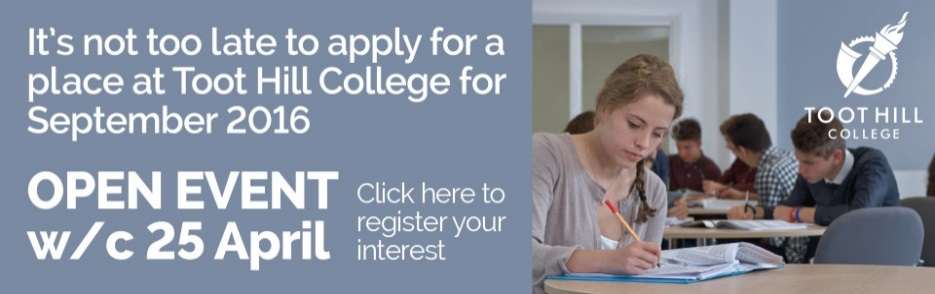 It's not too late to apply for a
place at Toot Hill College for
September 2016
OPEN EVENT
w/c 25 April
Click here to
register your
interest
TOOT HILL
COLLEGE